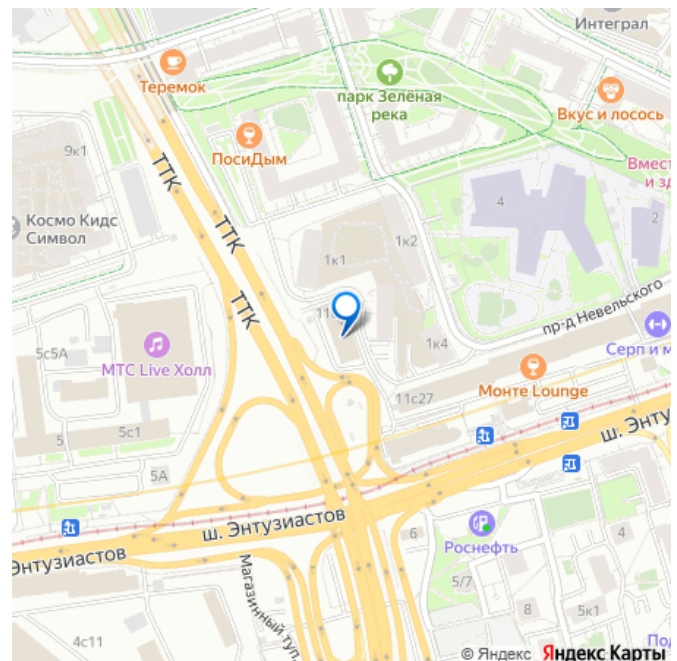 Интеграл
Теремок
парк Зелёная
река
Вкус и лосось
ПосиДым
9к1
ТТК
Вмест
и зд
4
2
Космо Кидс
Символ
ТТК
1к2
1к1
ТТК
пр-д Невельского
5с5А
МТС Live Холл
1к4
Серп и м
Монте Lounge
11с27
5
5с1
ш. Энту
5А
ш. Энтузиастов
6
Роснефть
4
Энтузиастов
5/7
Магазинный туп.
8
5к1
4с11
Под
© Яндекс Яндекс Карты